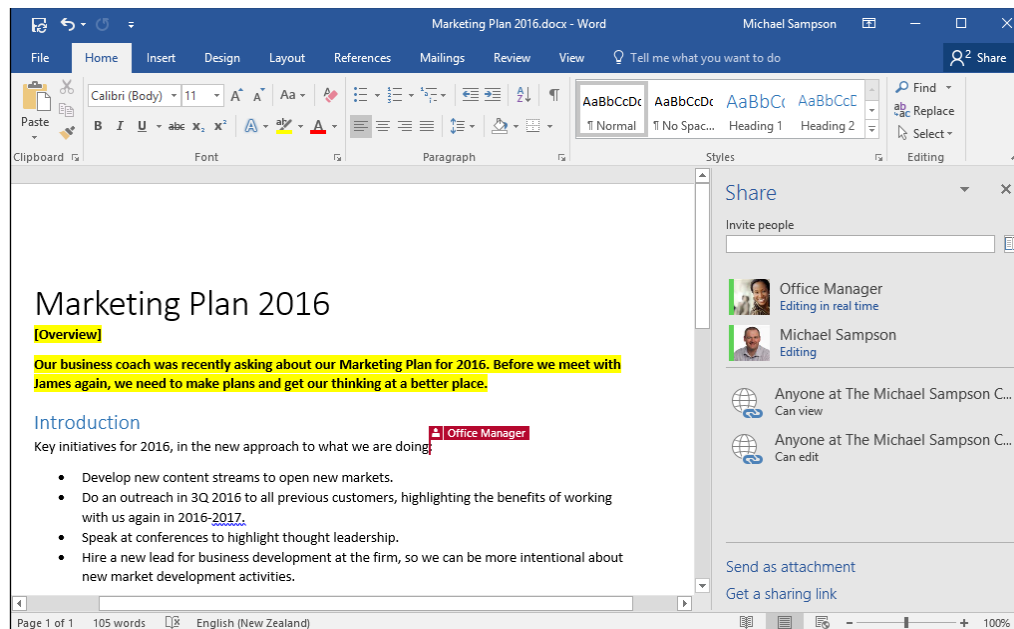 Marketing Plan 2016.docx - Word
Michael Sampson
File Home Insert Design Layout References Mailings Review View Tell me what you want to do Share
Paste
Calibri (Body) 11 A A Aa
B I U abc x₂ x² A ab A
AaBbCcDc AaBbCcDc AaBbC AaBbCcE
¶ Normal ¶ No Spac... Heading 1 Heading 2
Find
Replace
Select
Clipboard Font Paragraph Styles Editing
Marketing Plan 2016
[Overview]
Our business coach was recently asking about our Marketing Plan for 2016. Before we meet with
James again, we need to make plans and get our thinking at a better place.
Introduction
Office Manager
Key initiatives for 2016, in the new approach to what we are doing:
• Develop new content streams to open new markets.
• Do an outreach in 3Q 2016 to all previous customers, highlighting the benefits of working
with us again in 2016-2017.
• Speak at conferences to highlight thought leadership.
• Hire a new lead for business development at the firm, so we can be more intentional about
new market development activities.
Share
Invite people
Office Manager
Editing in real time
Michael Sampson
Editing
Anyone at The Michael Sampson C...
Can view
Anyone at The Michael Sampson C...
Can edit
Send as attachment
Get a sharing link
Page 1 of 1 105 words English (New Zealand) 100%